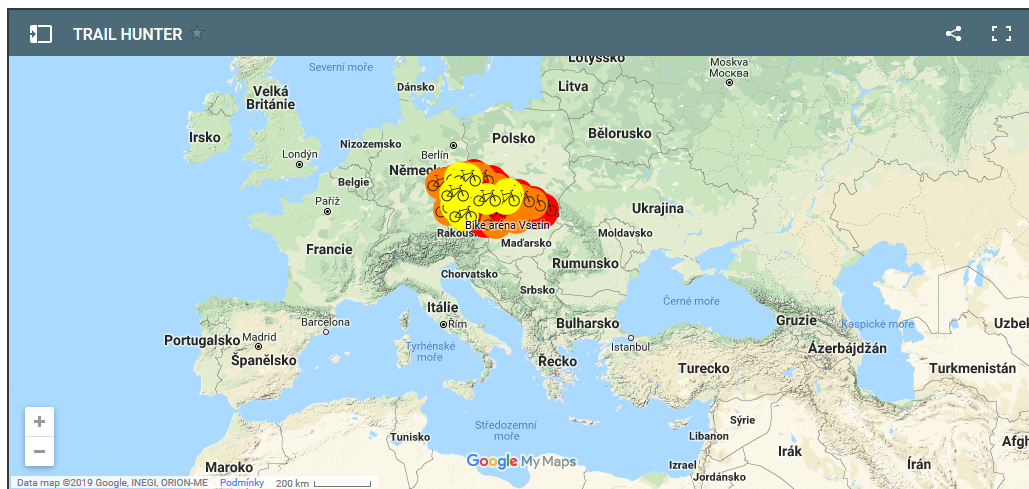 TRAIL HUNTER
Lotyšsko
Moskva
Москва
Severní moře
Dánsko
Litva
Velká
Británie
Irsko
Bělorusko
Nizozemsko
Berlín
Polsko
Londýn
Německo
Belgie
Paříž
Ukrajina
Bike aréna Vsetín
Rakousko
Moldavsko
Maďarsko
Francie
Rumunsko
Chorvatsko
Srbsko
Černé moře
Itálie
Řím
Barcelona
Bulharsko
Gruzie
Kaspické moře
Uzbek
Portugalsko
Madrid
Tyrhénské
moře
Istanbul
Ázerbájdžán
Španělsko
Řecko
Turecko
Turkmenistán
Středozemní
moře
Sýrie
Tunisko
Libanon
Irák
Afgh
Google My Maps
Izrael
Írán
Maroko
Jordánsko
Data map ©2019 Google, INEGI, ORION-ME
Podmínky
200 km